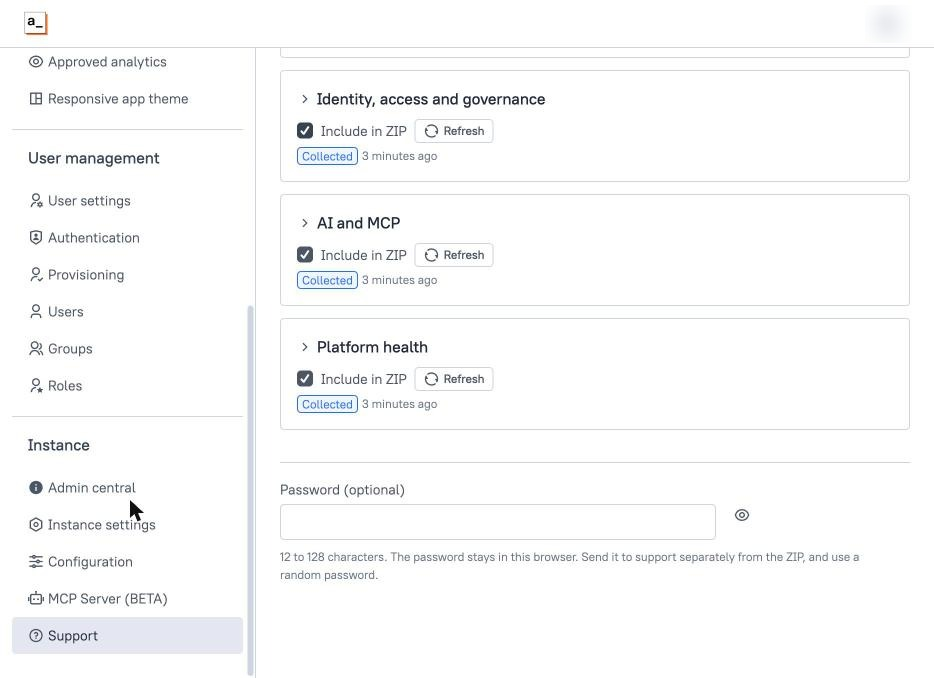 a_
Approved analytics
Responsive app theme
User management
User settings
Authentication
Provisioning
Users
Groups
Roles
Instance
Admin central
Instance settings
Configuration
MCP Server (BETA)
Support
Identity, access and governance
Include in ZIP
Refresh
Collected 3 minutes ago
AI and MCP
Include in ZIP
Refresh
Collected 3 minutes ago
Platform health
Include in ZIP
Refresh
Collected 3 minutes ago
Password (optional)
12 to 128 characters. The password stays in this browser. Send it to support separately from the ZIP, and use a
random password.